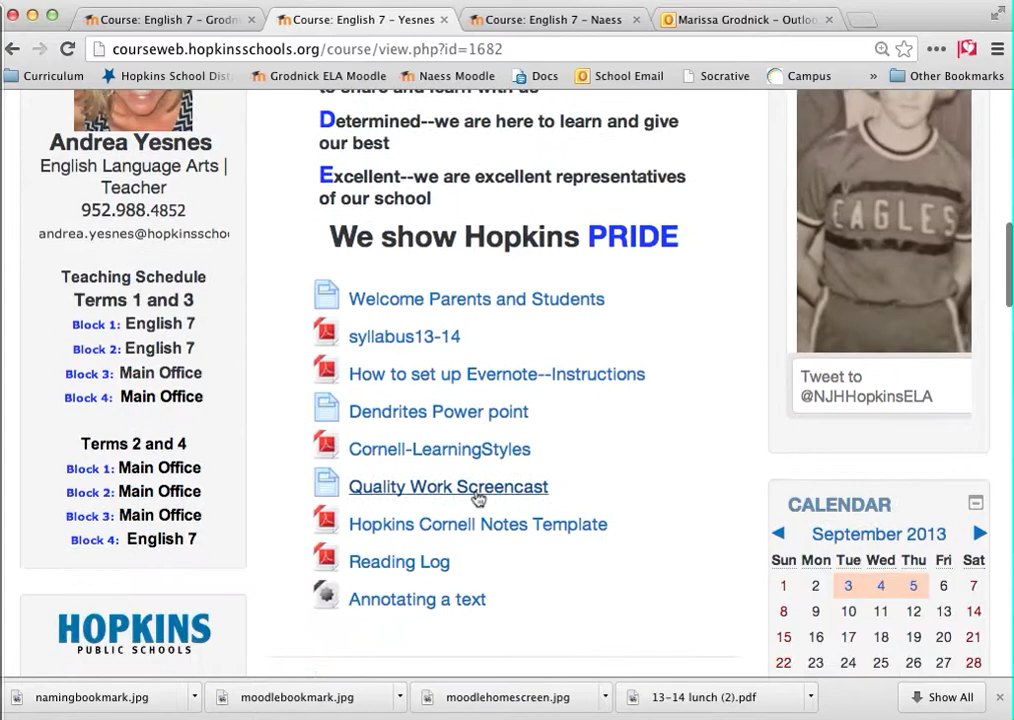 Course: English 7 – Grodn
Course: English 7 – Yesnes
Course: English 7 – Naess
Marissa Grodnick – Outlo
courseweb.hopkinsschools.org/course/view.php?id=1682
Curriculum
Hopkins School Dist
Grodnick ELA Moodle
Naess Moodle
Docs
School Email
Socrative
Campus
»
Other Bookmarks
Andrea Yesnes
English Language Arts |
Teacher
952.988.4852
andrea.yesnes@hopkinsscho
Teaching Schedule
Terms 1 and 3
Block 1: English 7
Block 2: English 7
Block 3: Main Office
Block 4: Main Office
Terms 2 and 4
Block 1: Main Office
Block 2: Main Office
Block 3: Main Office
Block 4: English 7
HOPKINS
PUBLIC SCHOOLS
to share and learn with us
Determined--we are here to learn and give
our best
Excellent--we are excellent representatives
of our school
We show Hopkins PRIDE
Welcome Parents and Students
syllabus13-14
How to set up Evernote--Instructions
Dendrites Power point
Cornell-LearningStyles
Quality Work Screencast
Hopkins Cornell Notes Template
Reading Log
Annotating a text
EAGLES
Tweet to
@NJHHopkinsELA
CALENDAR
September 2013
Sun Mon Tue Wed Thu Fri Sat
1 2 3 4 5 6 7
8 9 10 11 12 13 14
15 16 17 18 19 20 21
22 23 24 25 26 27 28
namingbookmark.jpg
moodlebookmark.jpg
moodlehomescreen.jpg
13-14 lunch (2).pdf
Show All